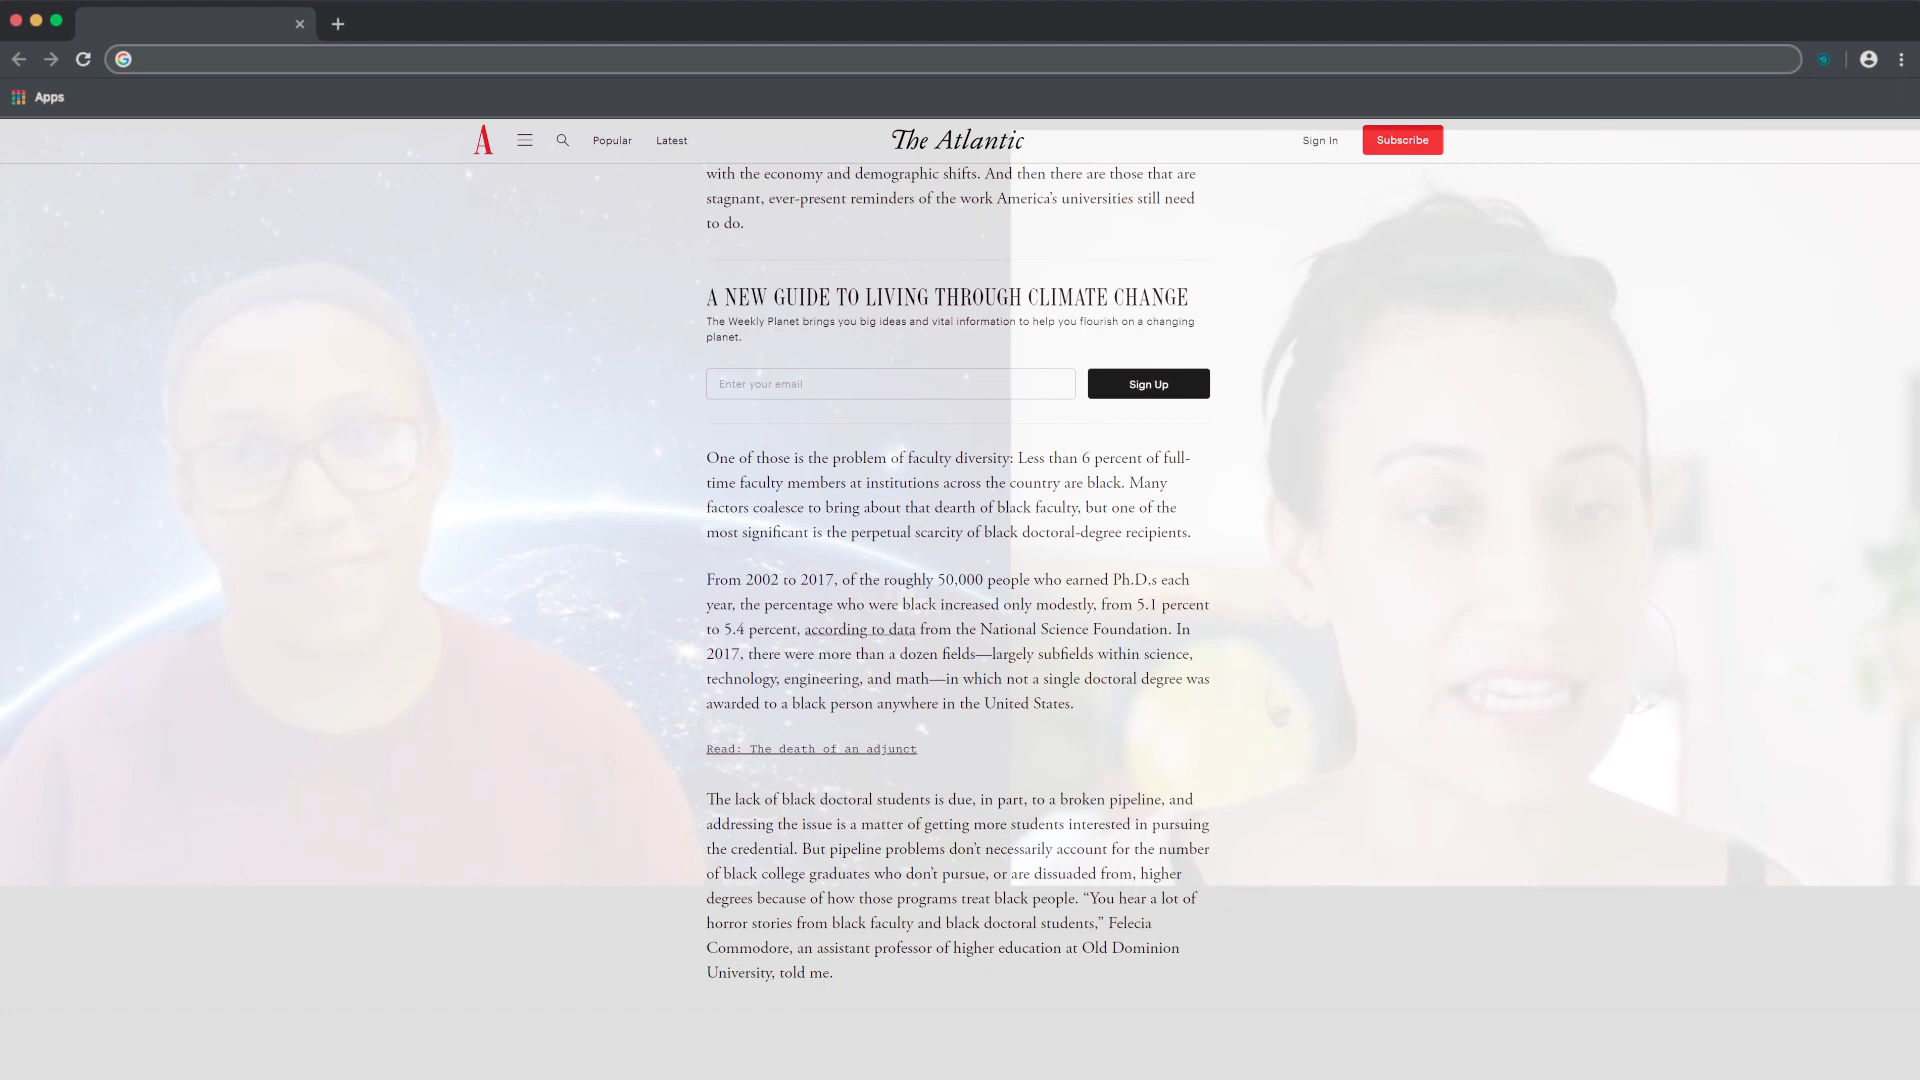 Apps
A
Popular
Latest
The Atlantic
Sign In
Subscribe
with the economy and demographic shifts. And then there are those that are
stagnant, ever-present reminders of the work America’s universities still need
to do.
A NEW GUIDE TO LIVING THROUGH CLIMATE CHANGE
The Weekly Planet brings you big ideas and vital information to help you flourish on a changing
planet.
Enter your email
Sign Up
One of those is the problem of faculty diversity: Less than 6 percent of full-
time faculty members at institutions across the country are black. Many
factors coalesce to bring about that dearth of black faculty, but one of the
most significant is the perpetual scarcity of black doctoral-degree recipients.
From 2002 to 2017, of the roughly 50,000 people who earned Ph.D.s each
year, the percentage who were black increased only modestly, from 5.1 percent
to 5.4 percent, according to data from the National Science Foundation. In
2017, there were more than a dozen fields—largely subfields within science,
technology, engineering, and math—in which not a single doctoral degree was
awarded to a black person anywhere in the United States.
Read: The death of an adjunct
The lack of black doctoral students is due, in part, to a broken pipeline, and
addressing the issue is a matter of getting more students interested in pursuing
the credential. But pipeline problems don’t necessarily account for the number
of black college graduates who don’t pursue, or are dissuaded from, higher
degrees because of how those programs treat black people. “You hear a lot of
horror stories from black faculty and black doctoral students,” Felecia
Commodore, an assistant professor of higher education at Old Dominion
University, told me.